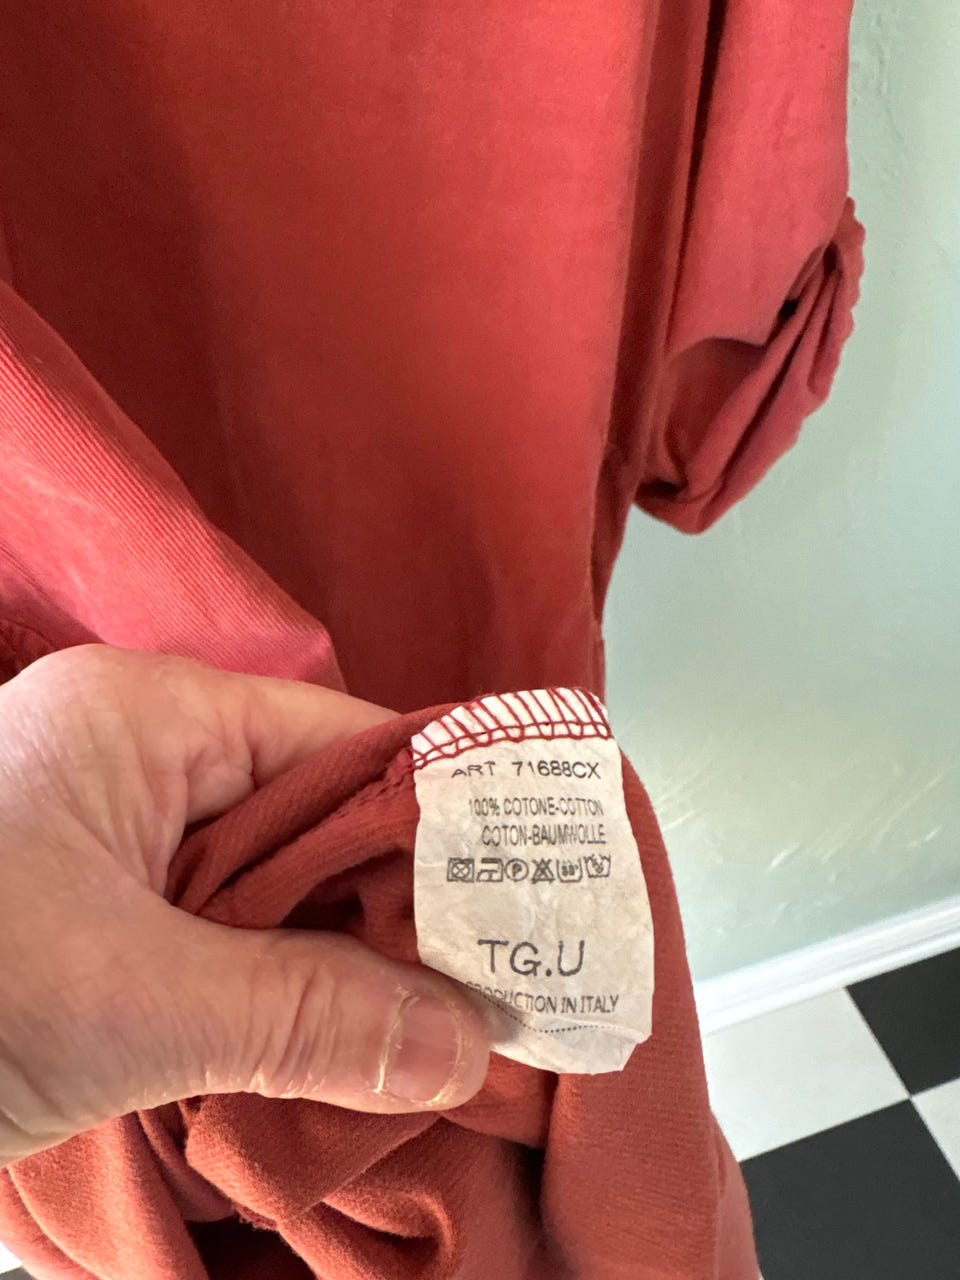 ART 71688CX
100% COTONE-COTTON
COTON-BAUMWOLLE
P
TG.U
PRODUCTION IN ITALY